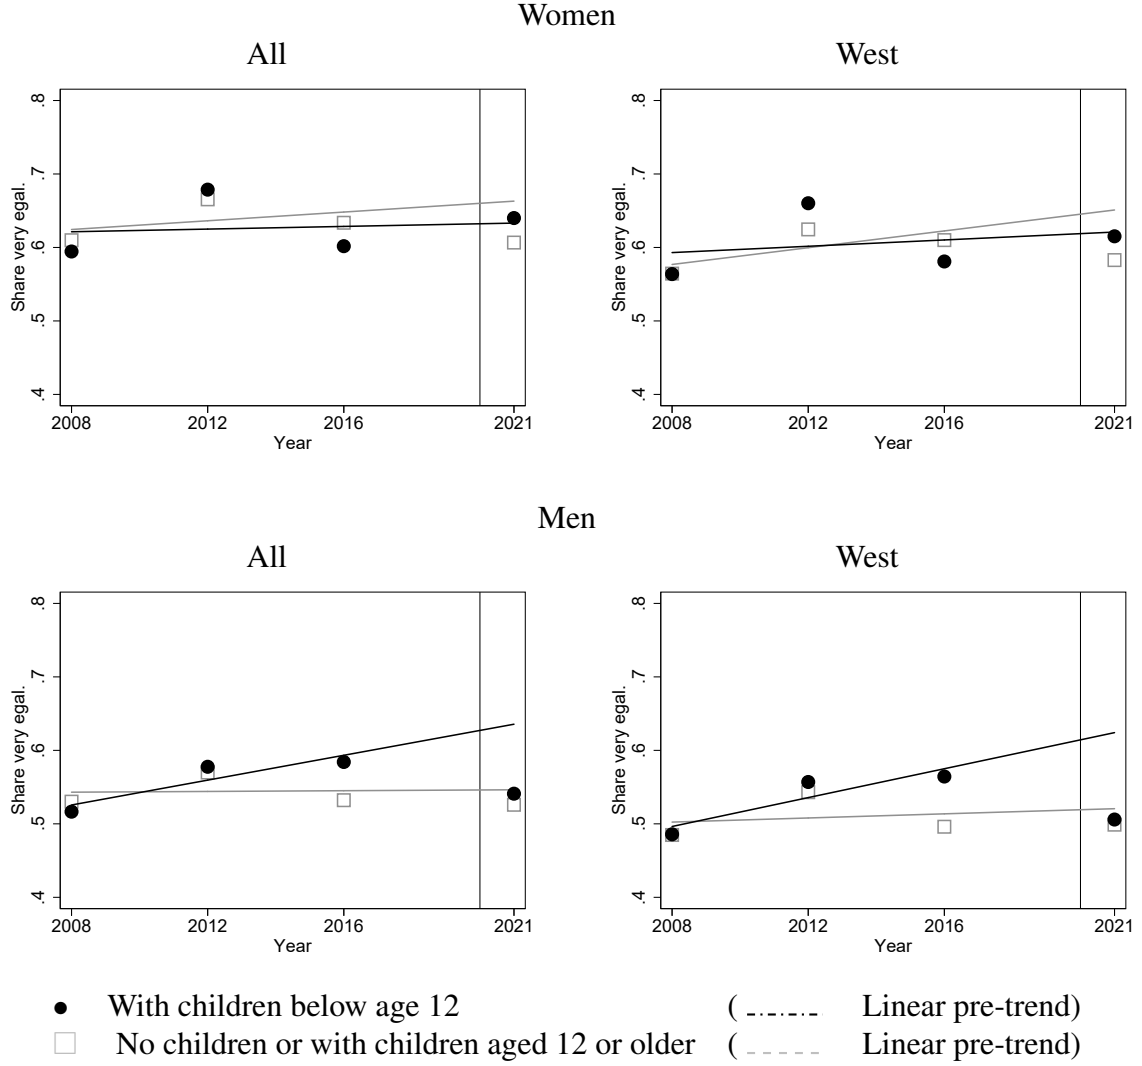 Women
All
West
.8
.7
.6
.5
.4
Share very egal.
2008 2012 2016 2021
Year
.8
.7
.6
.5
.4
Share very egal.
2008 2012 2016 2021
Year
Men
All
West
.8
.7
.6
.5
.4
Share very egal.
2008 2012 2016 2021
Year
.8
.7
.6
.5
.4
Share very egal.
2008 2012 2016 2021
Year
With children below age 12 ( Linear pre-trend)
No children or with children aged 12 or older ( Linear pre-trend)